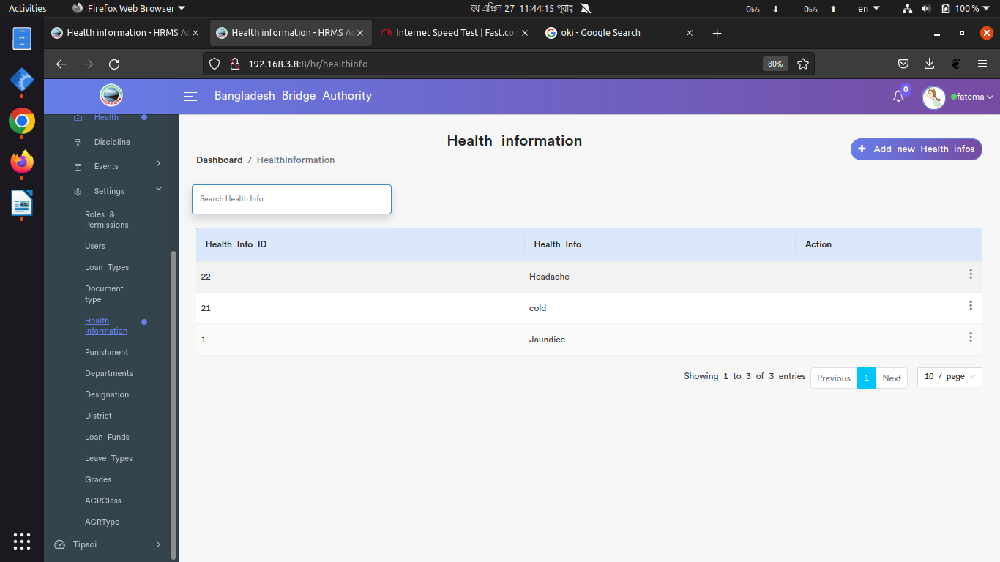 Activities
Firefox Web Browser
বুধ এপ্রিল 27 11:44:15 পূর্বাহ্ণ
0b/s
0b/s
en
100 %
Health information - HRMS Ac
Health information - HRMS Ac
Internet Speed Test | Fast.com
oki - Google Search
192.168.3.8:8/hr/healthinfo
80%
Bangladesh Bridge Authority
0
fatema
Health
Discipline
Events
Settings
Roles &
Permissions
Users
Loan Types
Document
type
Health
information
Punishment
Departments
Designation
District
Loan Funds
Leave Types
Grades
ACRClass
ACRType
Tipsoi
Health information
Dashboard / HealthInformation
+ Add new Health infos
Search Health Info
Health Info ID Health Info Action
22 Headache
21 cold
1 Jaundice
Showing 1 to 3 of 3 entries Previous 1 Next 10 / page